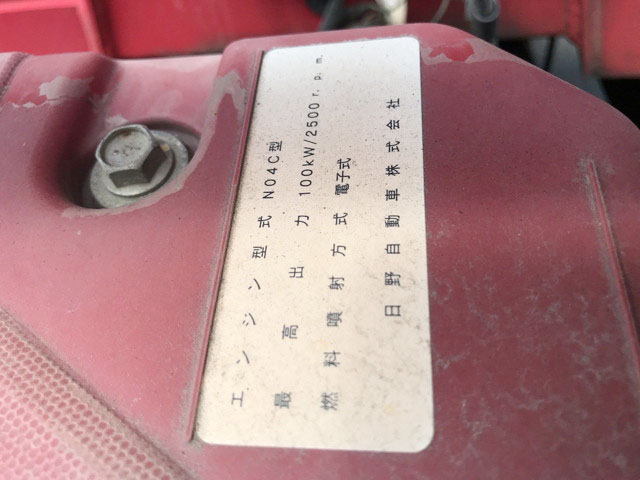 エンジン型式 N04C型
最高出力 100kW/2500r.p.m.
燃料噴射方式 電子式
日野自動車株式会社